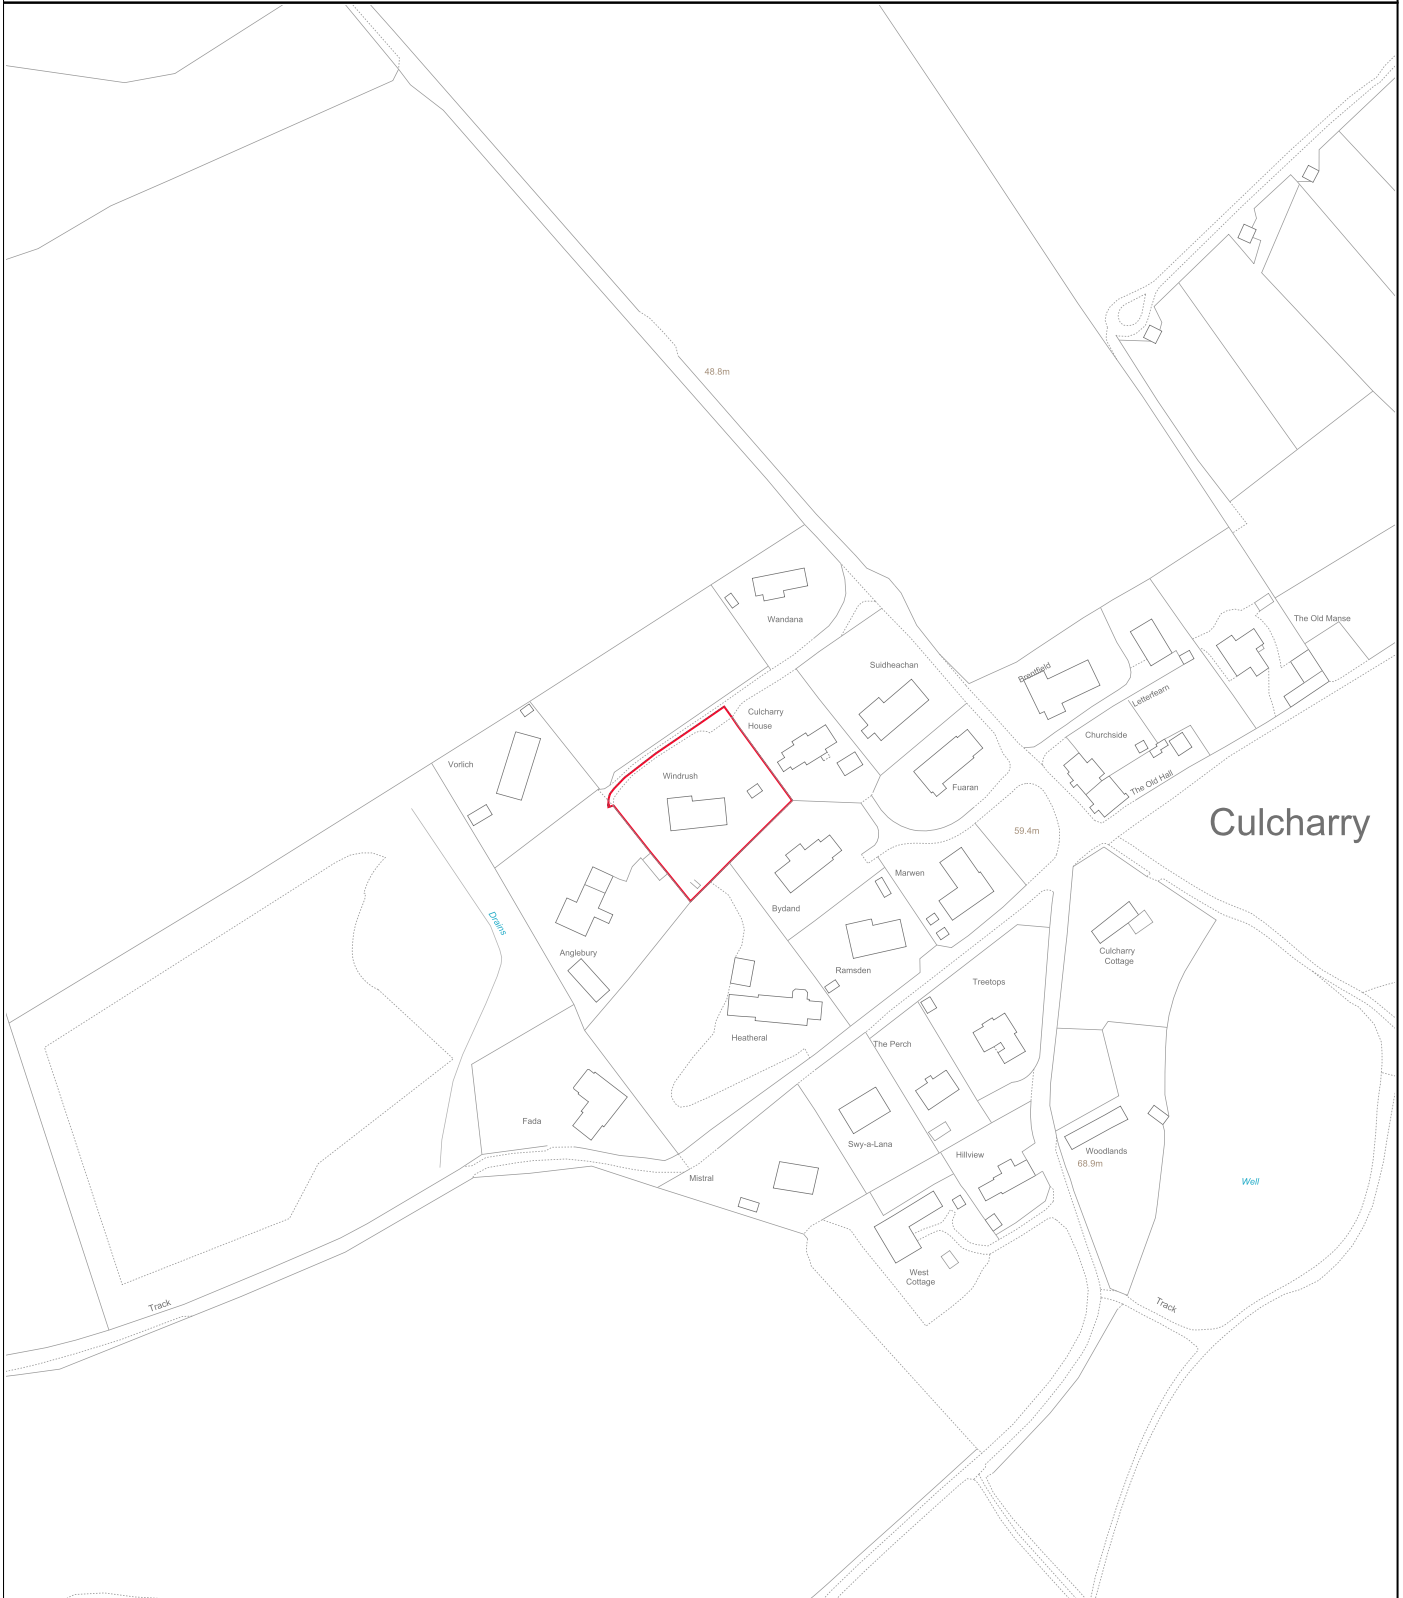 48.8m
Wandana
The Old Manse
Suidheachan
Brentfield
Letterfearn
Culcharry
House
Churchside
Vorlich
Windrush
The Old Hall
Fuaran
Culcharry
59.4m
Marwen
Bydand
Drains
Anglebury
Culcharry
Cottage
Ramsden
Treetops
Heatheral
The Perch
Fada
Swy-a-Lana
Hillview
Woodlands
68.9m
Mistral
Well
West
Cottage
Track
Track